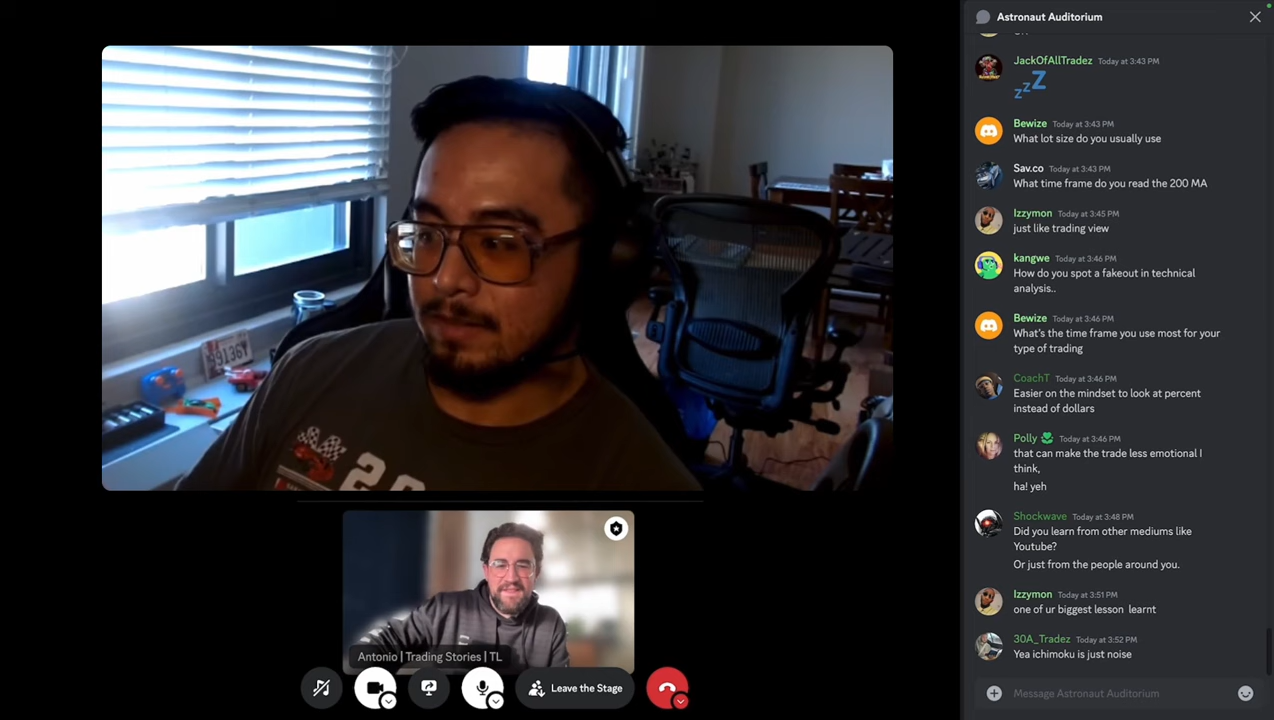 Astronaut Auditorium
JackOfAllTradez Today at 3:43 PM
Bewize Today at 3:43 PM
What lot size do you usually use
Sav.co Today at 3:43 PM
What time frame do you read the 200 MA
Izzymon Today at 3:45 PM
just like trading view
kangwe Today at 3:46 PM
How do you spot a fakeout in technical
analysis..
Bewize Today at 3:46 PM
What's the time frame you use most for your
type of trading
CoachT Today at 3:46 PM
Easier on the mindset to look at percent
instead of dollars
Polly Today at 3:46 PM
that can make the trade less emotional I
think,
ha! yeh
Shockwave Today at 3:48 PM
Did you learn from other mediums like
Youtube?
Or just from the people around you.
Izzymon Today at 3:51 PM
one of ur biggest lesson learnt
30A_Tradez Today at 3:52 PM
Yea ichimoku is just noise
Message Astronaut Auditorium
Antonio | Trading Stories | TL
Leave the Stage